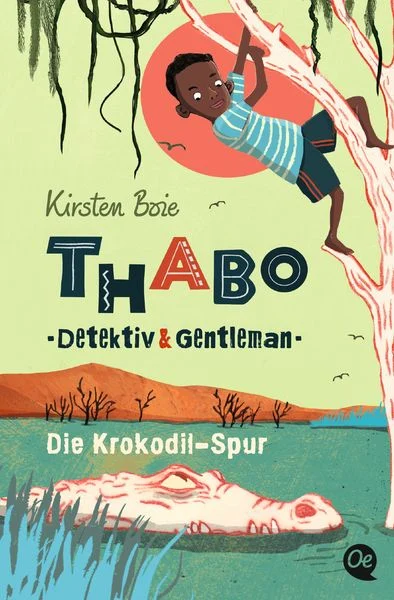 Kirsten Boie
THABO
-Detektiv & Gentleman-
Die Krokodil-Spur
Oe